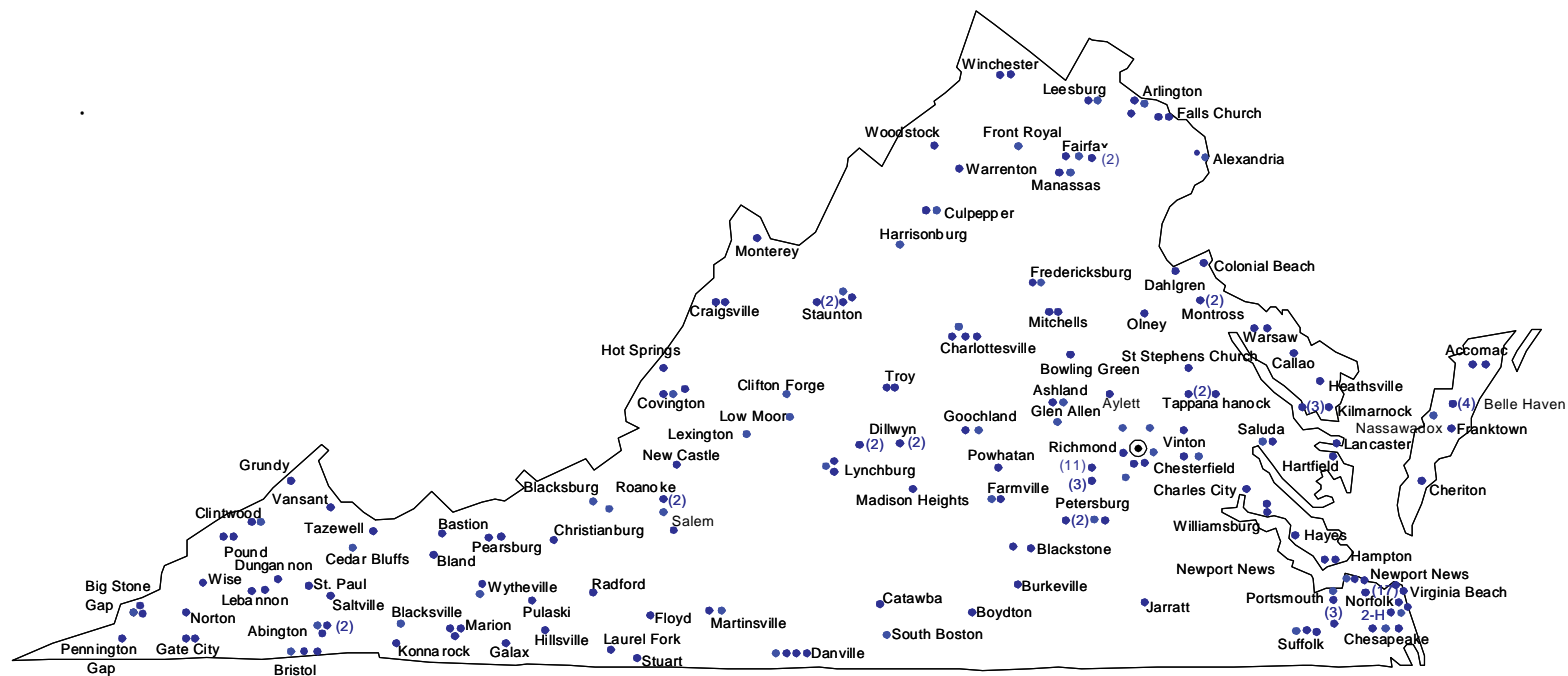 Winchester
Leesburg
Arlington
Falls Church
Woodstock
Front Royal
Fairfax
(2)
Alexandria
Warrenton
Manassas
Culpepper
Harrisonburg
Monterey
Colonial Beach
Fredericksburg
Dahlgren
(2)
Montross
Craigsville
(2)
Staunton
Mitchells
Olney
Warsaw
Charlottesville
Hot Springs
St Stephens Church
Callao
Accomac
Bowling Green
Troy
Clifton Forge
Heathsville
Covington
Ashland
Aylett
(2)
Tappana hanock
(3)
Kilmarnock
(4)
Belle Haven
Low Moor
Goochland
Glen Allen
Nassawadox
Franktown
Lexington
Dillwyn
(2)
(2)
Richmond
Vinton
Saluda
Lancaster
New Castle
Lynchburg
Powhatan
(11)
Chesterfield
Hartfield
Grundy
(3)
Blacksburg
Roanoke
(2)
Madison Heights
Farmville
Petersburg
Charles City
Cheriton
Vansant
Clintwood
Salem
(2)
Williamsburg
Tazewell
Bastion
Christianburg
Hayes
Pound
Cedar Bluffs
Pearsburg
Blackstone
Hampton
Dungannon
Bland
Newport News
Newport News
Big Stone
Gap
Wise
St. Paul
Wytheville
Radford
Burkeville
Lebannon
Saltville
Catawba
Jarratt
Portsmouth
(17)
Virginia Beach
Norfolk
Norton
Blacksville
Pulaski
Floyd
Martinsville
Boydton
(3)
2-H
Abington
(2)
Marion
Hillsville
South Boston
Suffolk
Chesapeake
Pennington
Gap
Gate City
Konnarock
Galax
Laurel Fork
Stuart
Danville
Bristol